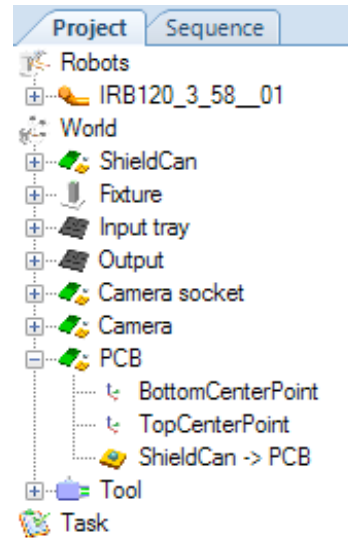 Project Sequence
Robots
IRB120_3_58__01
World
ShieldCan
Fixture
Input tray
Output
Camera socket
Camera
PCB
BottomCenterPoint
TopCenterPoint
ShieldCan -> PCB
Tool
Task